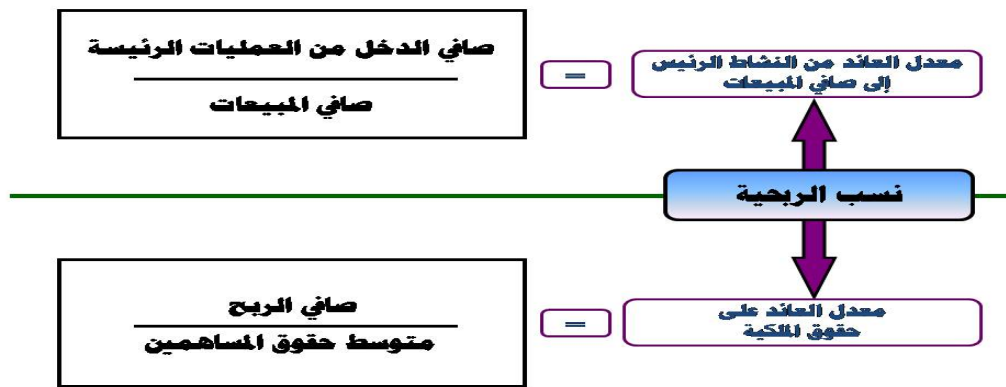 معدل العائد من النشاط الرئيس
إلى صافي المبيعات
=
صافي الدخل من العمليات الرئيسة
صافي المبيعات
نسب الربحية
معدل العائد على
حقوق الملكية
=
صافي الربح
متوسط حقوق المساهمين